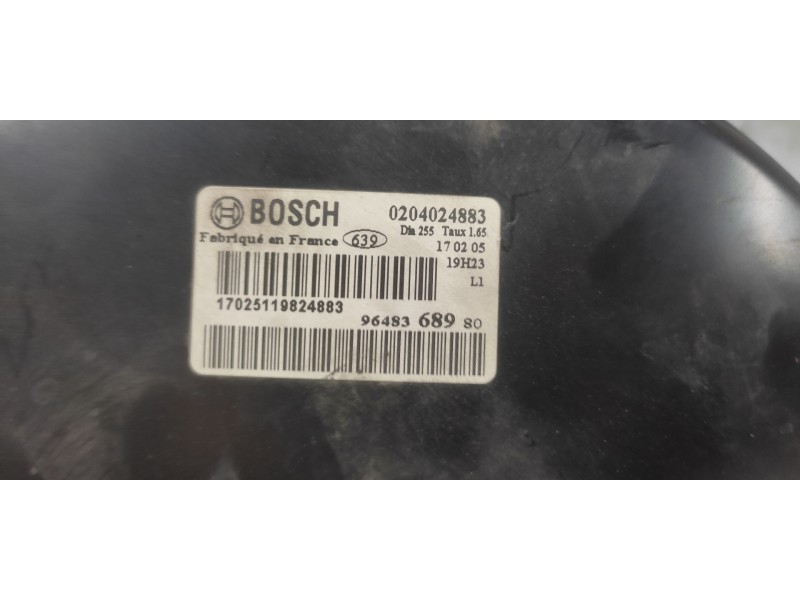 BOSCH 0204024883
Dia 255 Taux 1.65
Fabriqué en France 639 17 02 05
19H23
L1
17025119824883
96483 689 80